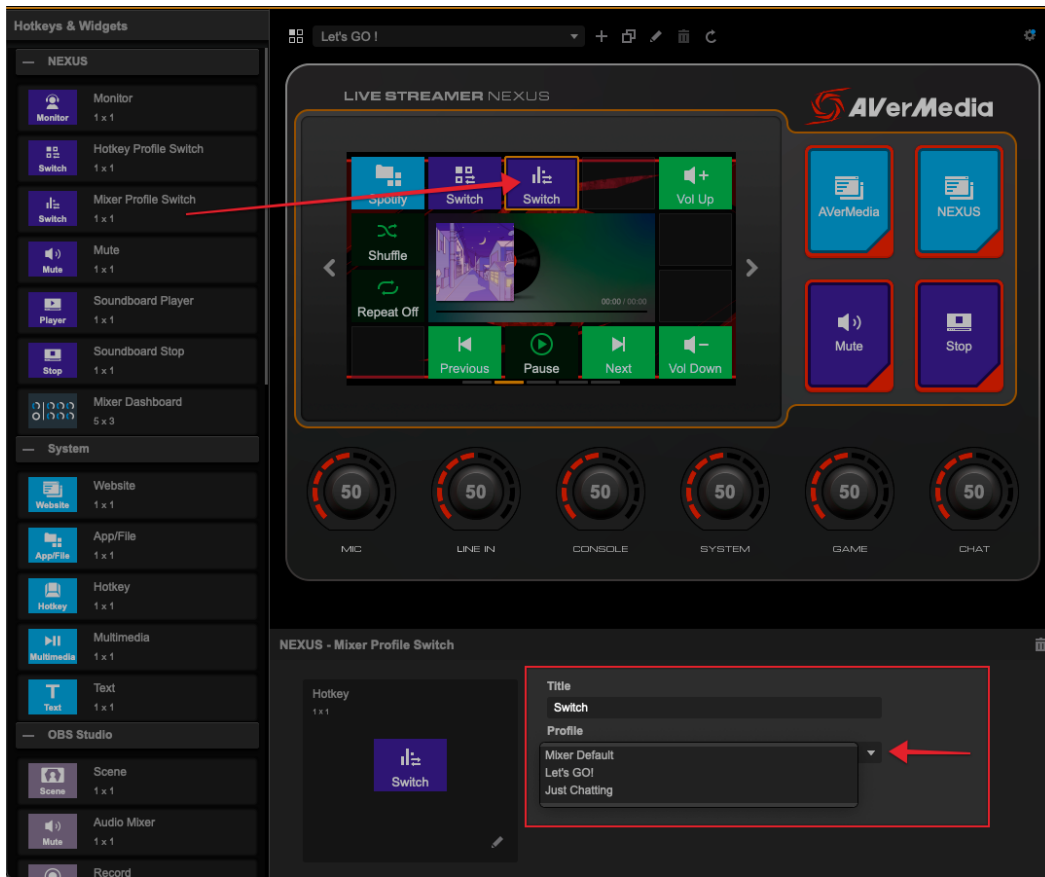 Hotkeys & Widgets
Let's GO !
NEXUS
Monitor
Monitor
1 x 1
Switch
Hotkey Profile Switch
1 x 1
Switch
Mixer Profile Switch
1 x 1
Mute
Mute
1 x 1
Player
Soundboard Player
1 x 1
Stop
Soundboard Stop
1 x 1
Mixer Dashboard
5 x 3
System
Website
Website
1 x 1
App/File
App/File
1 x 1
Hotkey
Hotkey
1 x 1
Multimedia
Multimedia
1 x 1
Text
Text
1 x 1
OBS Studio
Scene
Scene
1 x 1
Mute
Audio Mixer
1 x 1
Record
LIVE STREAMER NEXUS
AVerMedia
Spotify
Switch
Switch
Vol Up
Shuffle
Repeat Off
00:00 / 00:00
Previous
Pause
Next
Vol Down
AVerMedia
NEXUS
Mute
Stop
50
50
50
50
50
50
MIC
LINE IN
CONSOLE
SYSTEM
GAME
CHAT
NEXUS - Mixer Profile Switch
Hotkey
1 x 1
Switch
Title
Switch
Profile
Mixer Default
Let's GO!
Just Chatting